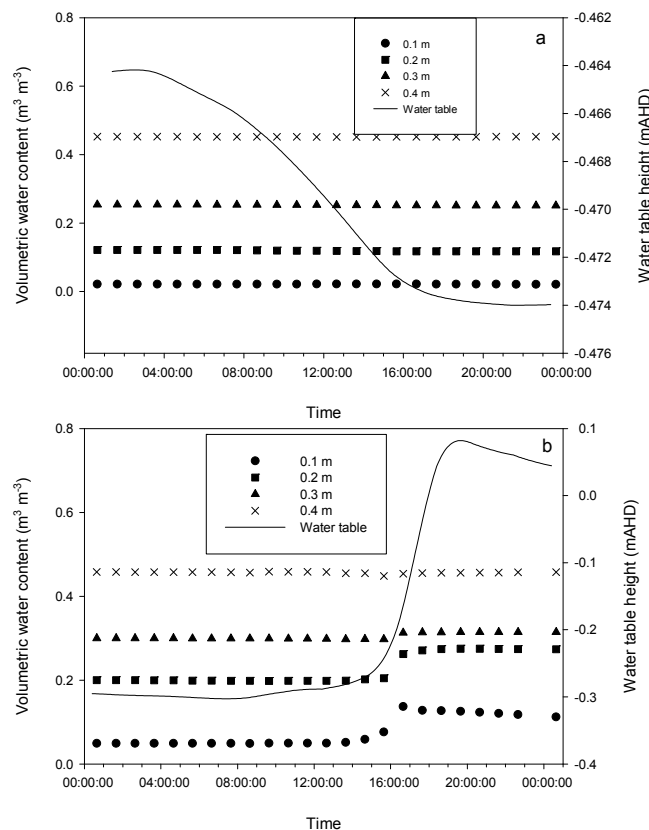 a
0.1 m
0.2 m
0.3 m
0.4 m
Water table
Volumetric water content (m³ m⁻³)
0.8
0.6
0.4
0.2
0.0
Water table height (mAHD)
-0.462
-0.464
-0.466
-0.468
-0.470
-0.472
-0.474
-0.476
00:00:00 04:00:00 08:00:00 12:00:00 16:00:00 20:00:00 00:00:00
Time
b
0.1 m
0.2 m
0.3 m
0.4 m
Water table
Volumetric water content (m³ m⁻³)
0.8
0.6
0.4
0.2
0.0
Water table height (mAHD)
0.1
0.0
-0.1
-0.2
-0.3
-0.4
00:00:00 04:00:00 08:00:00 12:00:00 16:00:00 20:00:00 00:00:00
Time